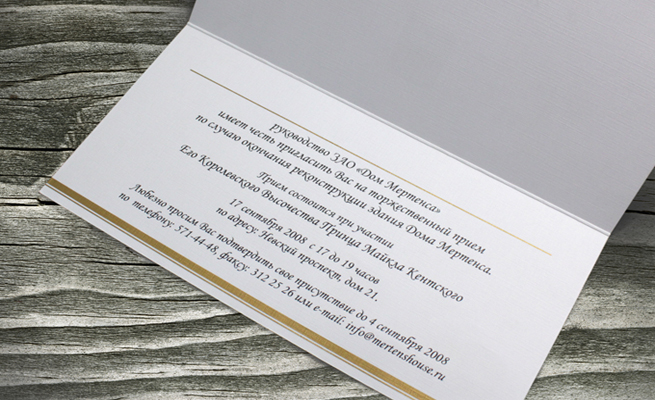 руководство ЗАО «Дом Мертенса»
имеет честь пригласить Вас на торжественный прием
по случаю окончания реконструкции здания Дома Мертенса.
Прием состоится при участии
Его Королевского Высочества Принца Майкла Кентского
17 сентября 2008 с 17 до 19 часов
по адресу: Невский проспект, дом 21.
Любезно просим Вас подтвердить свое присутствие до 4 сентября 2008
по телефону: 571-44-48, факсу: 312 25 26 или e-mail: info@mertenshouse.ru